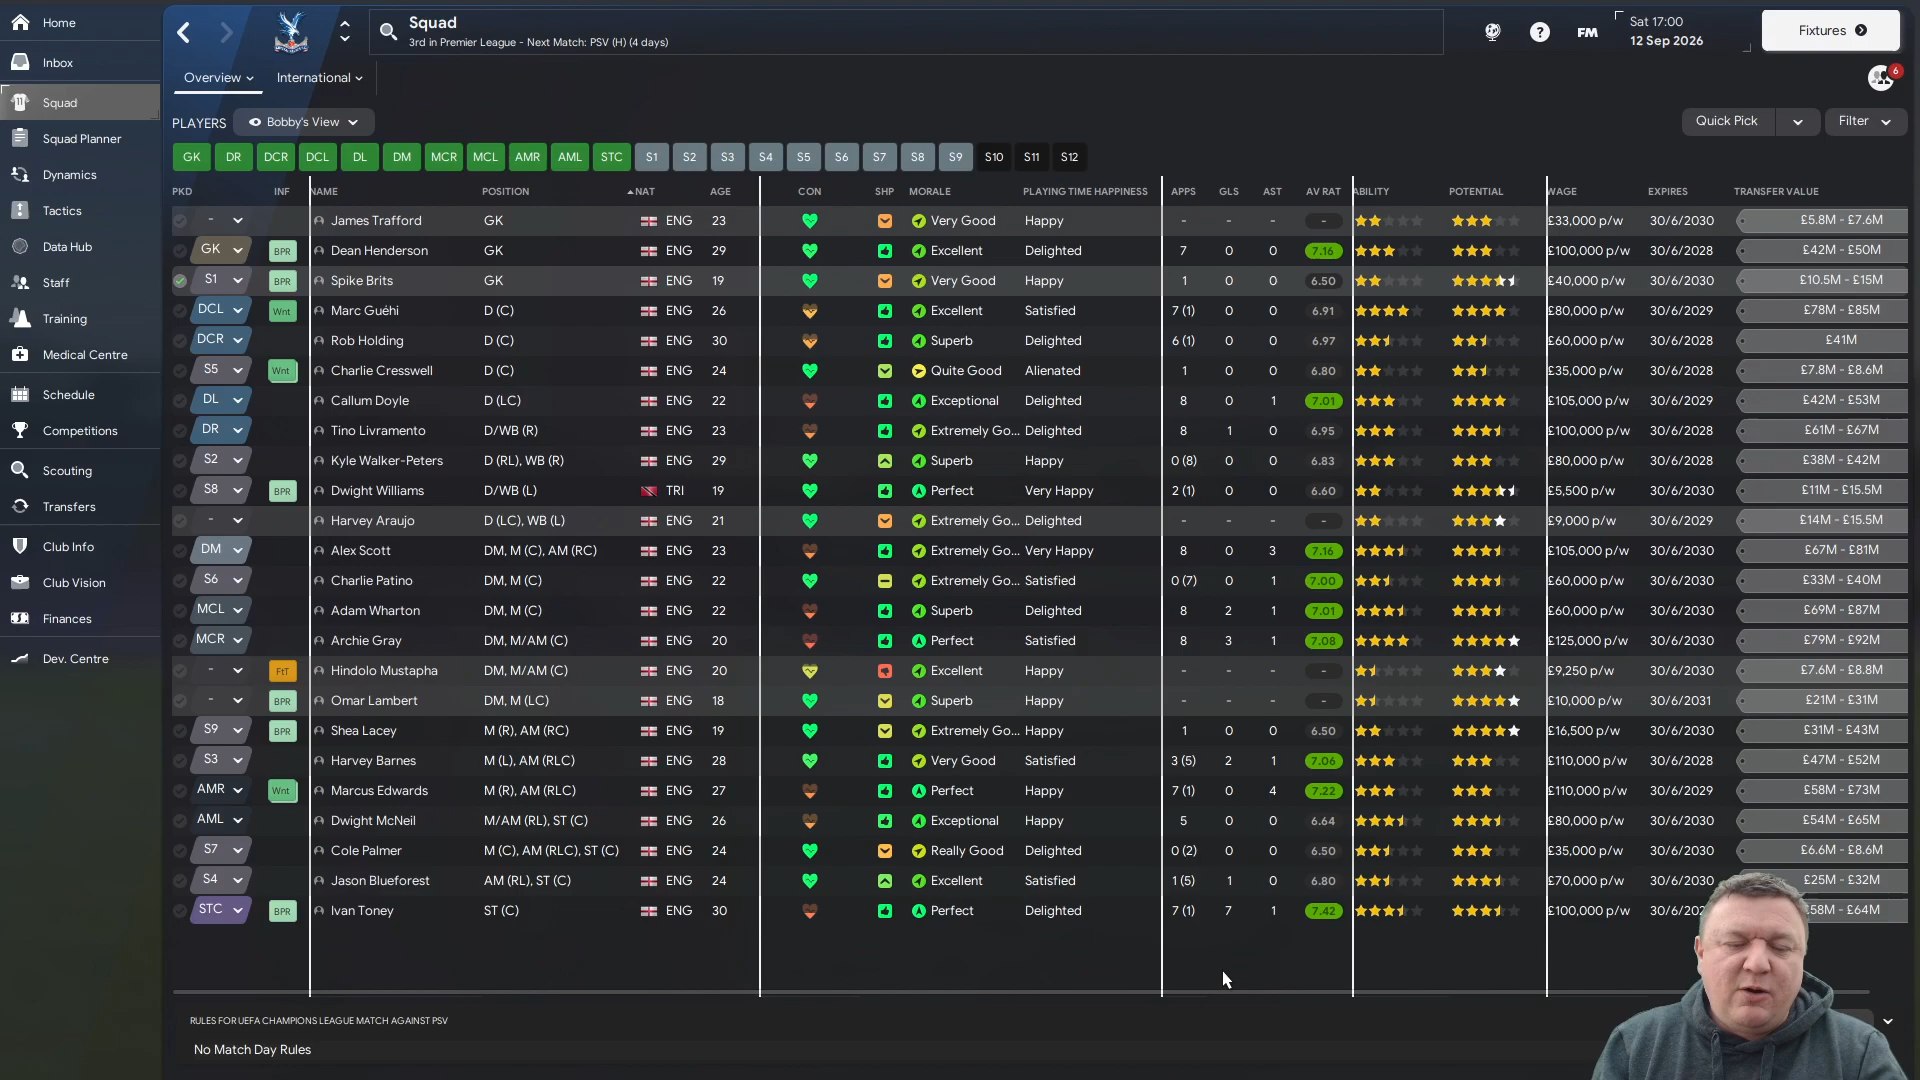 Home
Inbox
Squad
Squad Planner
Dynamics
Tactics
Data Hub
Staff
Training
Medical Centre
Schedule
Competitions
Scouting
Transfers
Club Info
Club Vision
Finances
Dev. Centre
Squad
3rd in Premier League - Next Match: PSV (H) (4 days)
? FM
Sat 17:00
12 Sep 2026
Fixtures
Overview International
6
PLAYERS Bobby's View
Quick Pick Filter
GK DR DCR DCL DL DM MCR MCL AMR AML STC S1 S2 S3 S4 S5 S6 S7 S8 S9 S10 S11 S12
PKD INF NAME POSITION NAT AGE CON SHP MORALE PLAYING TIME HAPPINESS APPS GLS AST AV RAT ABILITY POTENTIAL WAGE EXPIRES TRANSFER VALUE
- James Trafford GK ENG 23 Very Good Happy - - - - £33,000 p/w 30/6/2030 £5.8M - £7.6M
GK BPR Dean Henderson GK ENG 29 Excellent Delighted 7 0 0 7.16 £100,000 p/w 30/6/2028 £42M - £50M
S1 BPR Spike Brits GK ENG 19 Very Good Happy 1 0 0 6.50 £40,000 p/w 30/6/2030 £10.5M - £15M
DCL Wnt Marc Guéhi D (C) ENG 26 Excellent Satisfied 7 (1) 0 0 6.91 £80,000 p/w 30/6/2029 £78M - £85M
DCR Rob Holding D (C) ENG 30 Superb Delighted 6 (1) 0 0 6.97 £60,000 p/w 30/6/2028 £41M
S5 Wnt Charlie Cresswell D (C) ENG 24 Quite Good Alienated 1 0 0 6.80 £35,000 p/w 30/6/2028 £7.8M - £8.6M
DL Callum Doyle D (LC) ENG 22 Exceptional Delighted 8 0 1 7.01 £105,000 p/w 30/6/2029 £42M - £53M
DR Tino Livramento D/WB (R) ENG 23 Extremely Go... Delighted 8 1 0 6.95 £100,000 p/w 30/6/2028 £61M - £67M
S2 Kyle Walker-Peters D (RL), WB (R) ENG 29 Superb Happy 0 (8) 0 0 6.83 £80,000 p/w 30/6/2028 £38M - £42M
S8 BPR Dwight Williams D/WB (L) TRI 19 Perfect Very Happy 2 (1) 0 0 6.60 £5,500 p/w 30/6/2030 £11M - £15.5M
- Harvey Araujo D (LC), WB (L) ENG 21 Extremely Go... Delighted - - - - £9,000 p/w 30/6/2029 £14M - £15.5M
DM Alex Scott DM, M (C), AM (RC) ENG 23 Extremely Go... Very Happy 8 0 3 7.16 £105,000 p/w 30/6/2029 £67M - £81M
S6 Charlie Patino DM, M (C) ENG 22 Extremely Go... Satisfied 0 (7) 0 1 7.00 £60,000 p/w 30/6/2029 £33M - £40M
MCL Adam Wharton DM, M (C) ENG 22 Superb Delighted 8 2 1 7.01 £60,000 p/w 30/6/2030 £69M - £87M
MCR Archie Gray DM, M/AM (C) ENG 20 Perfect Satisfied 8 3 1 7.08 £125,000 p/w 30/6/2030 £79M - £92M
- FtT Hindolo Mustapha DM, M/AM (C) ENG 20 Excellent Happy - - - - £9,250 p/w 30/6/2030 £7.6M - £8.8M
- BPR Omar Lambert DM, M (LC) ENG 18 Superb Happy - - - - £10,000 p/w 30/6/2031 £21M - £31M
S9 BPR Shea Lacey M (R), AM (RC) ENG 19 Extremely Go... Happy 1 0 0 6.50 £16,500 p/w 30/6/2030 £31M - £43M
S3 Harvey Barnes M (L), AM (RLC) ENG 28 Very Good Satisfied 3 (5) 2 1 7.06 £110,000 p/w 30/6/2028 £47M - £52M
AMR Wnt Marcus Edwards M (R), AM (RLC) ENG 27 Perfect Happy 7 (1) 0 4 7.22 £110,000 p/w 30/6/2029 £58M - £73M
AML Dwight McNeil M/AM (RL), ST (C) ENG 26 Exceptional Happy 5 0 0 6.64 £80,000 p/w 30/6/2030 £54M - £65M
S7 Cole Palmer M (C), AM (RLC), ST (C) ENG 24 Really Good Delighted 0 (2) 0 0 6.50 £35,000 p/w 30/6/2030 £6.6M - £8.6M
S4 Jason Blueforest AM (RL), ST (C) ENG 24 Excellent Satisfied 1 (5) 1 0 6.80 £70,000 p/w 30/6/2030 £25M - £32M
STC BPR Ivan Toney ST (C) ENG 30 Perfect Delighted 7 (1) 7 1 7.42 £100,000 p/w £58M - £64M
RULES FOR UEFA CHAMPIONS LEAGUE MATCH AGAINST PSV
No Match Day Rules